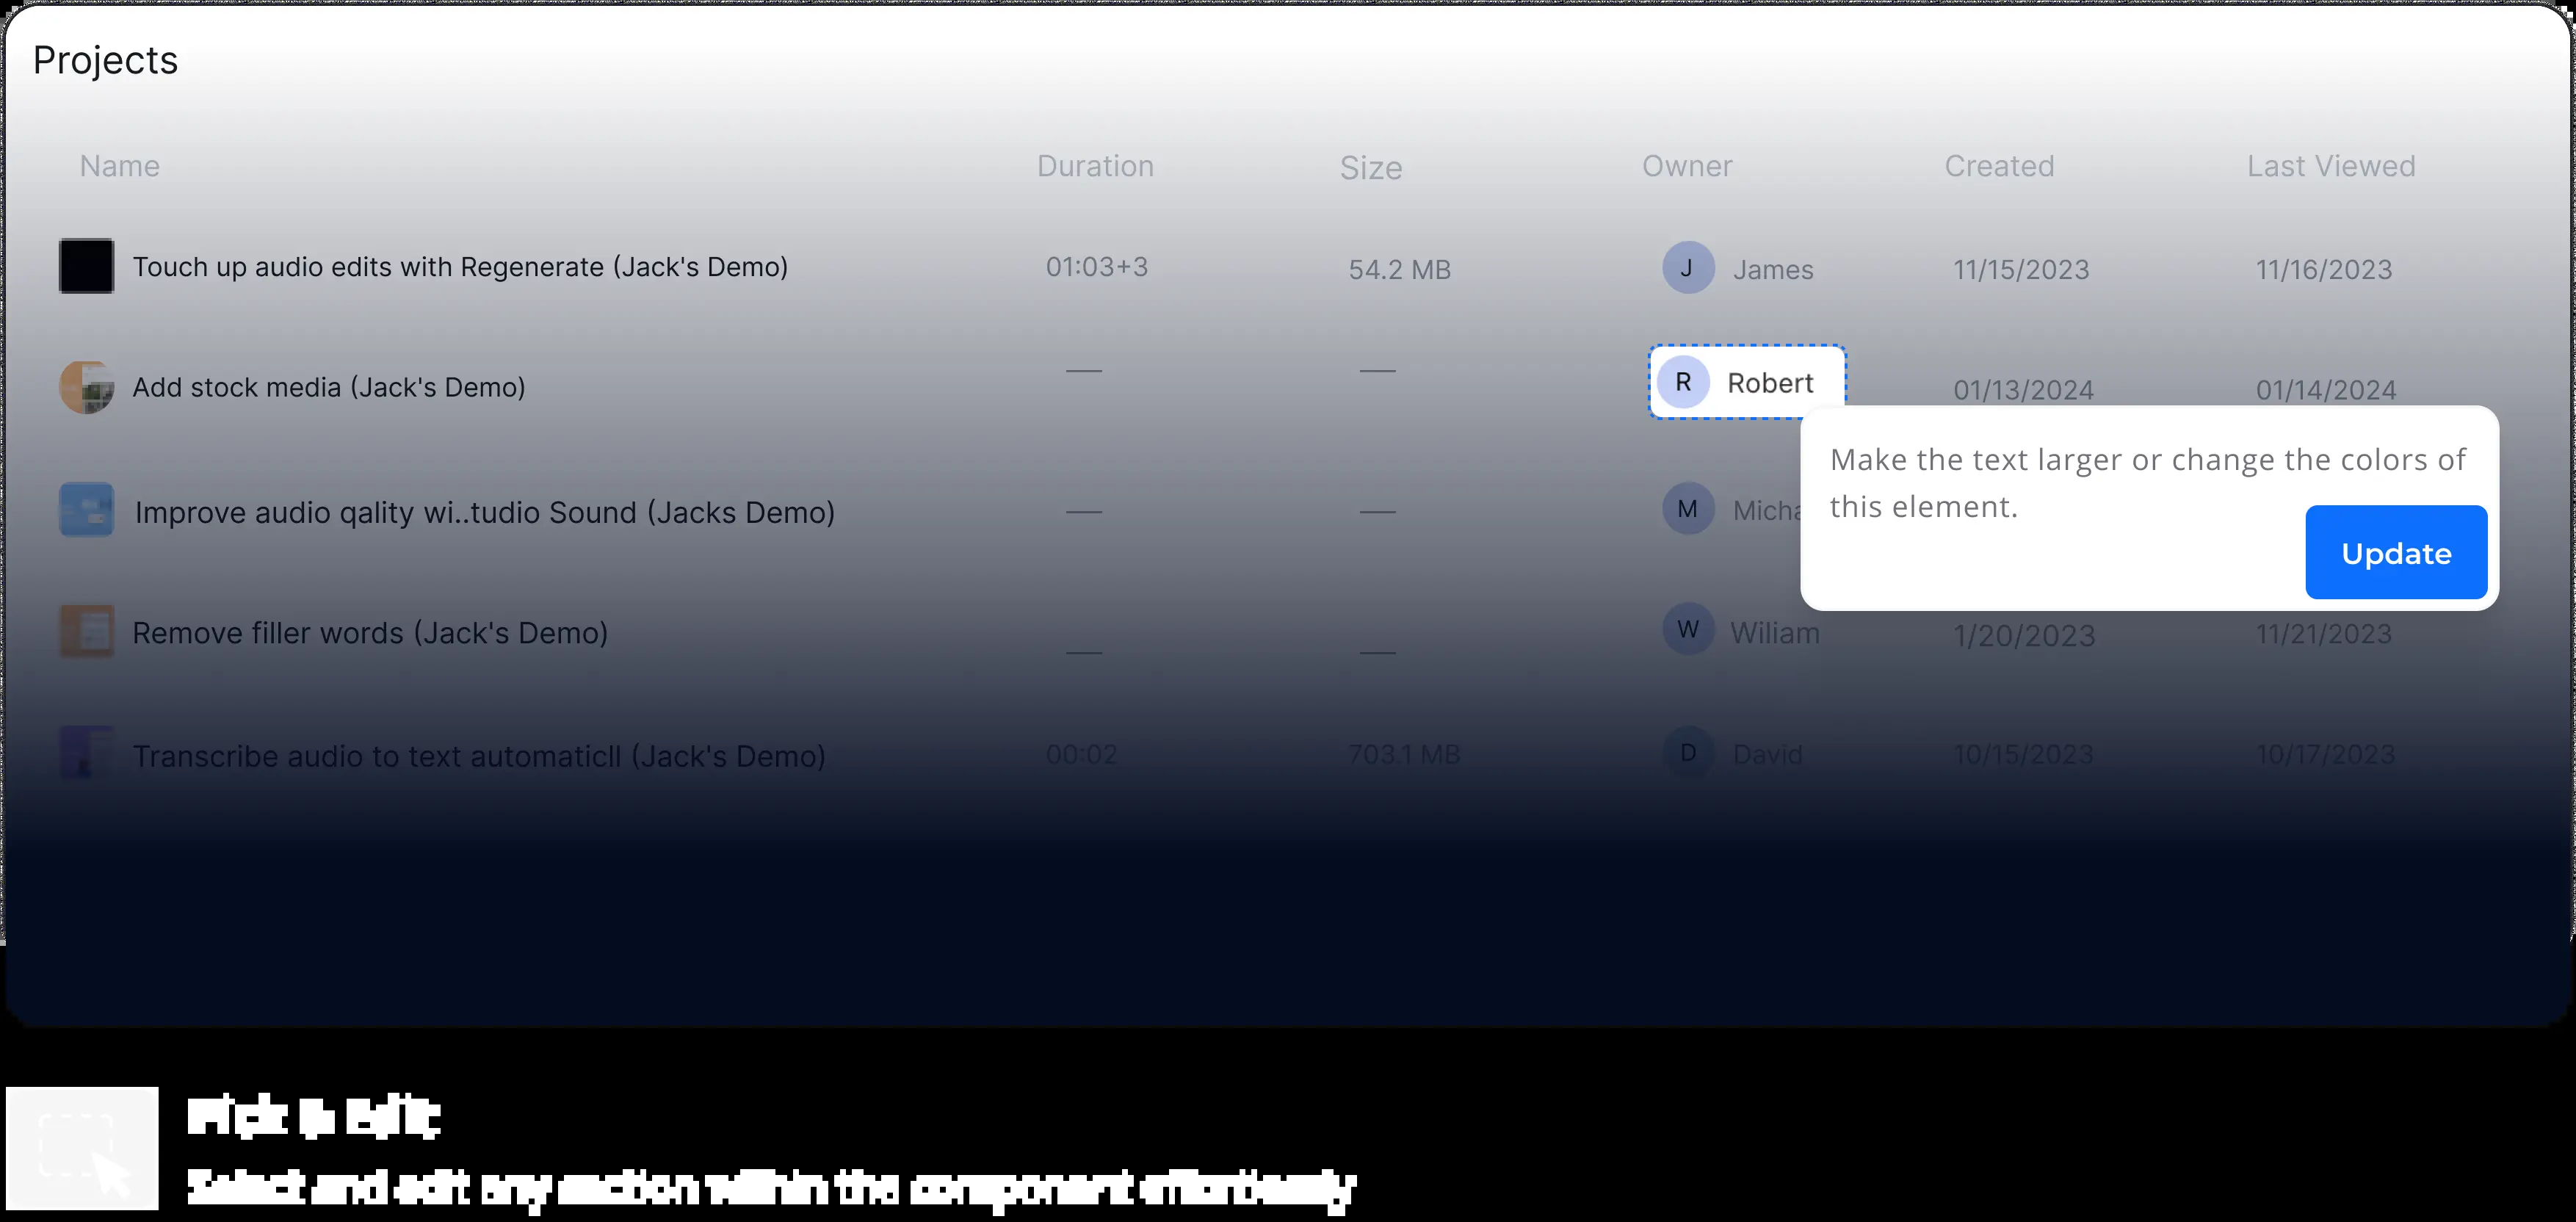 Projects
Name Duration Size Owner Created Last Viewed
Touch up audio edits with Regenerate (Jack's Demo) 01:03+3 54.2 MB J James 11/15/2023 11/16/2023
Add stock media (Jack's Demo) — — R Robert 01/13/2024 01/14/2024
Make the text larger or change the colors of
this element.
Update
Improve audio qality wi..tudio Sound (Jacks Demo) — — M Micha
Remove filler words (Jack's Demo) — — W Wiliam 1/20/2023 11/21/2023
Transcribe audio to text automaticll (Jack's Demo) 00:02 703.1 MB D David 10/15/2023 10/17/2023
Pick to Edit
Select and edit any section within the component effortlessly